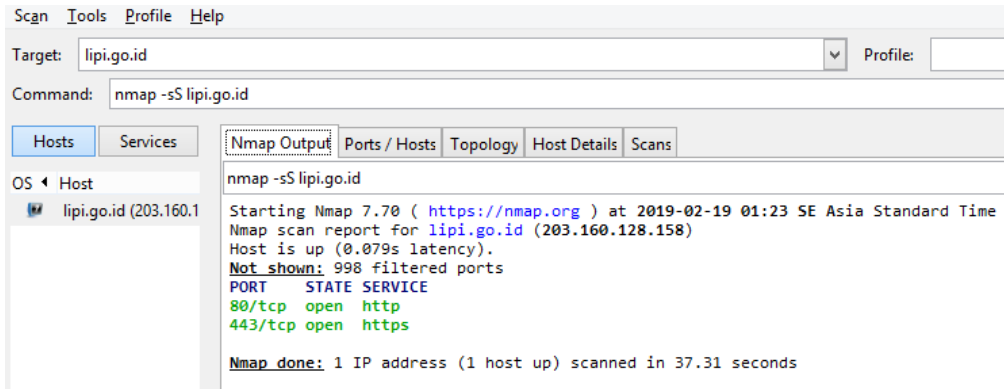 Scan Tools Profile Help
Target: lipi.go.id Profile:
Command: nmap -sS lipi.go.id
Hosts Services Nmap Output Ports / Hosts Topology Host Details Scans
nmap -sS lipi.go.id
OS Host
lipi.go.id (203.160.1
Starting Nmap 7.70 ( https://nmap.org ) at 2019-02-19 01:23 SE Asia Standard Time
Nmap scan report for lipi.go.id (203.160.128.158)
Host is up (0.079s latency).
Not shown: 998 filtered ports
PORT STATE SERVICE
80/tcp open http
443/tcp open https
Nmap done: 1 IP address (1 host up) scanned in 37.31 seconds